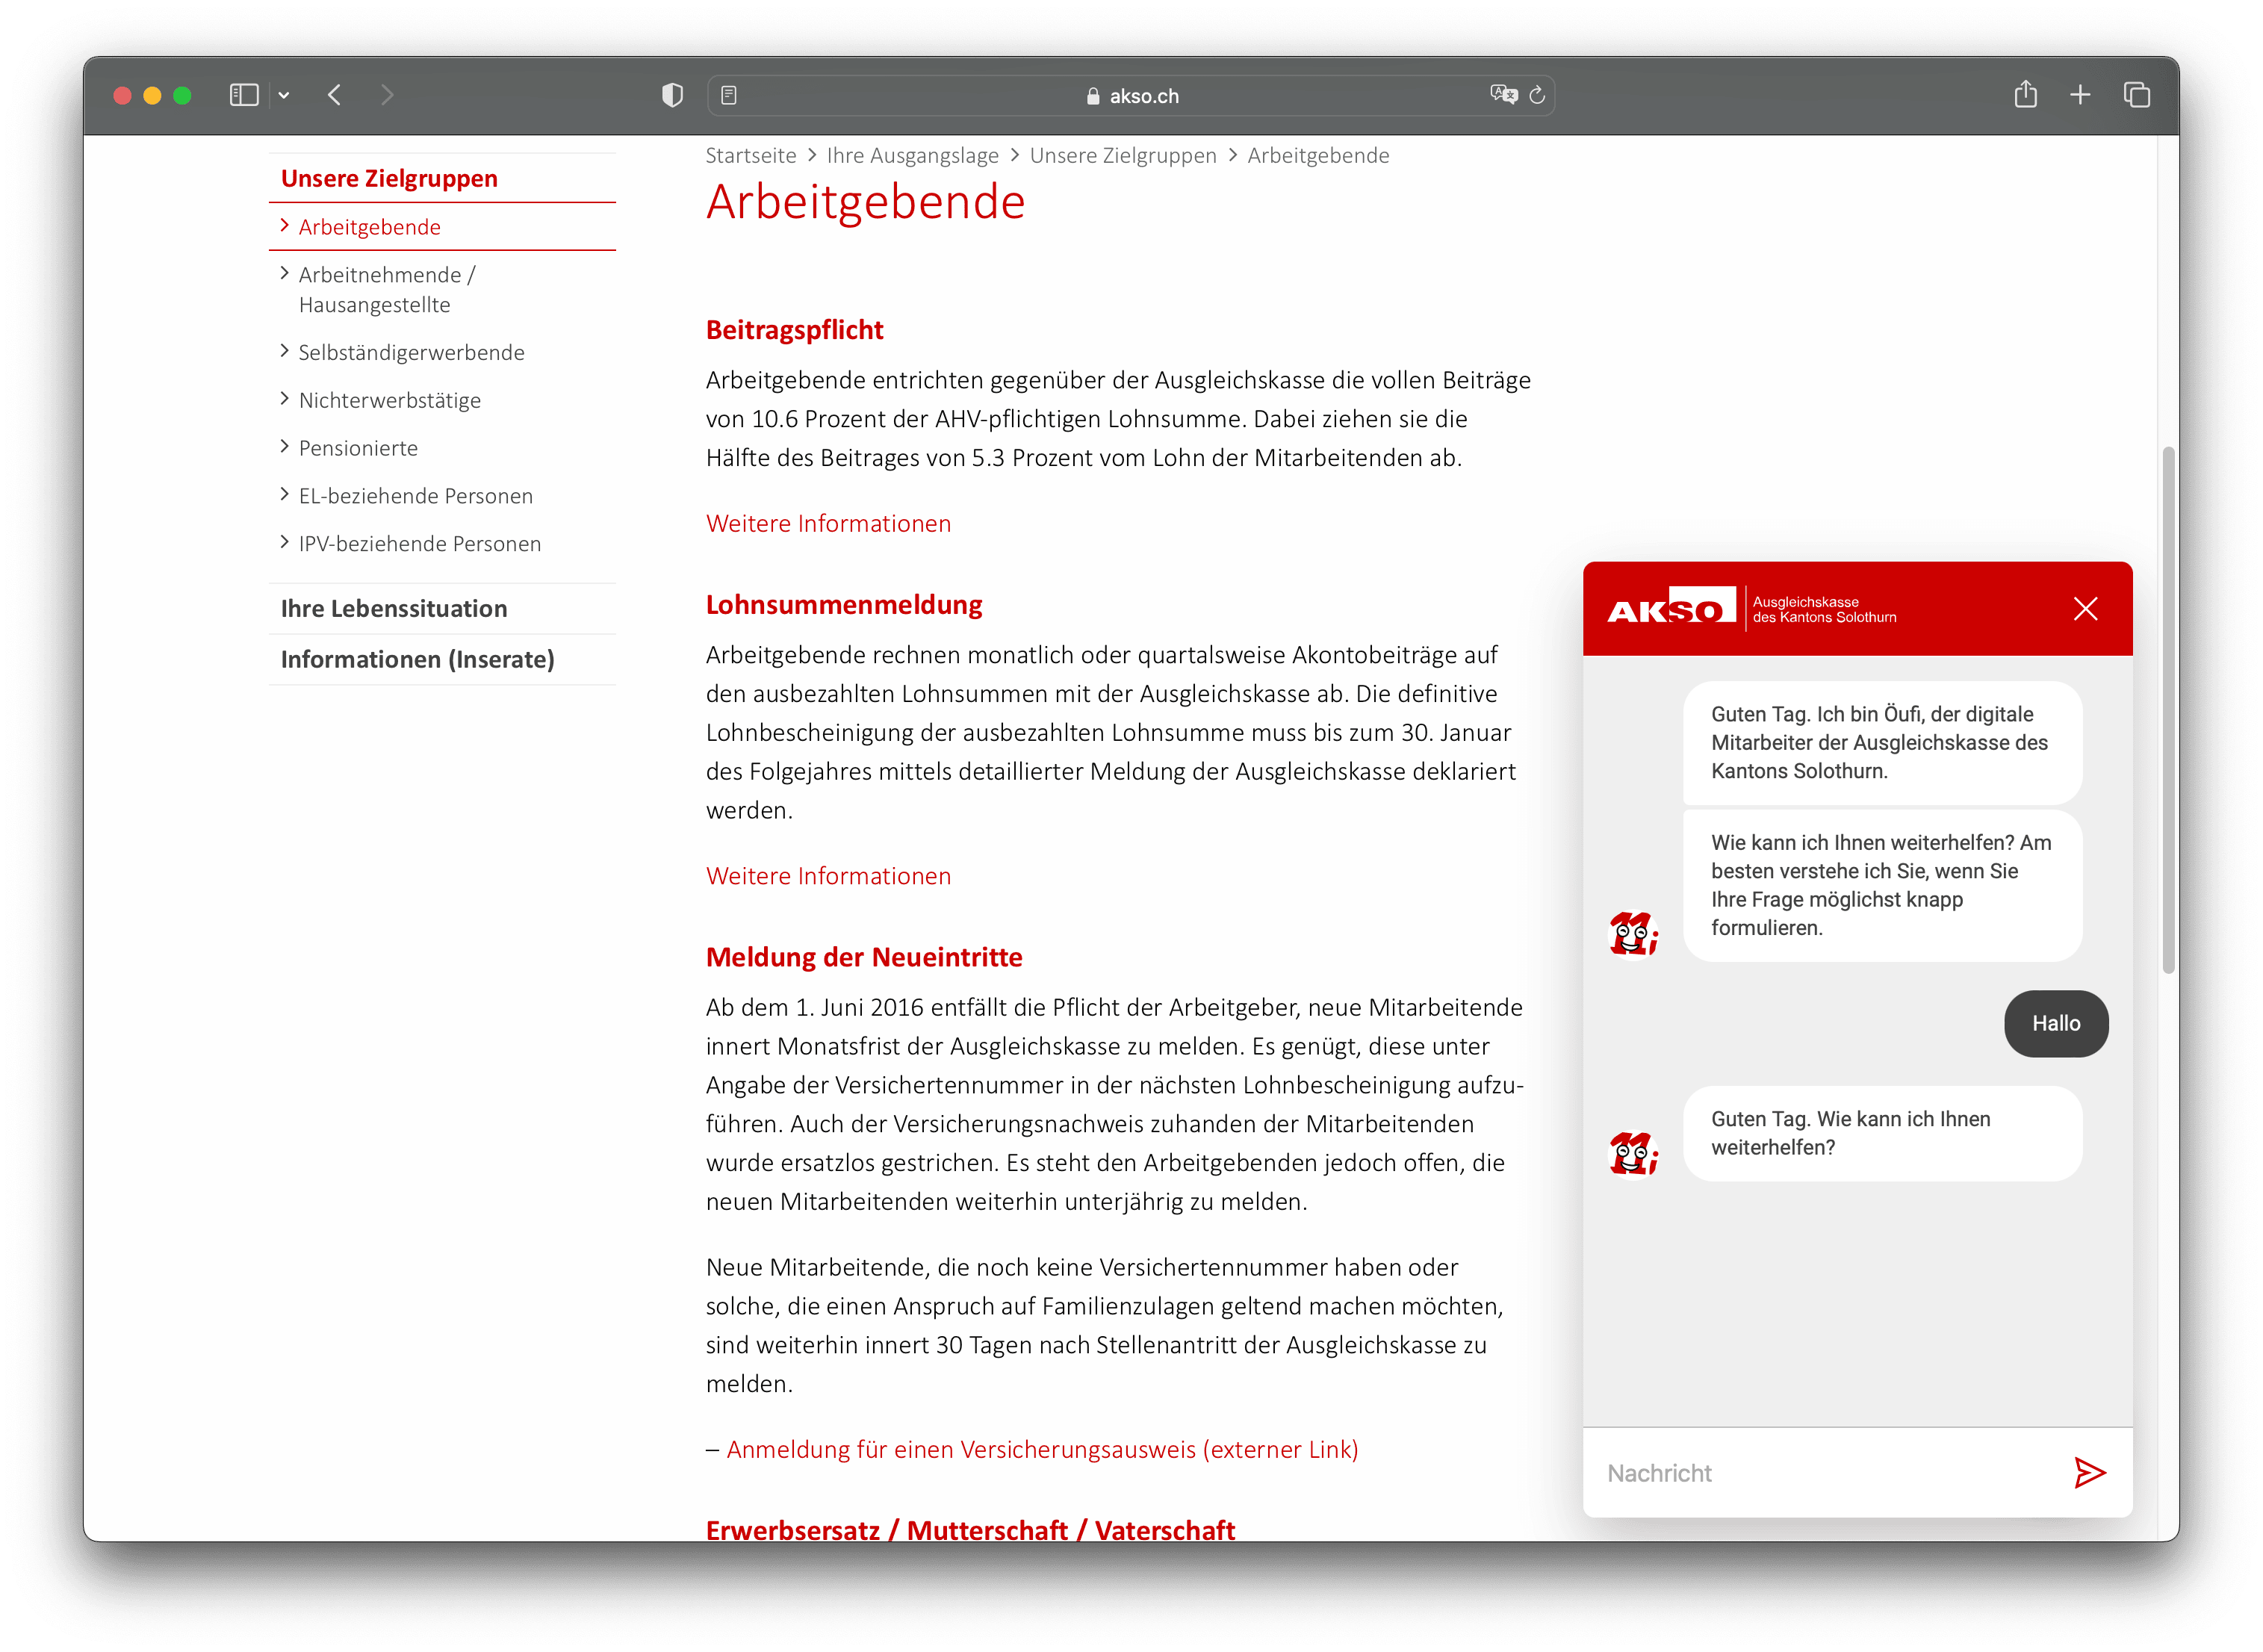 akso.ch
Unsere Zielgruppen
Arbeitgebende
Arbeitnehmende /
Hausangestellte
Selbständigerwerbende
Nichterwerbstätige
Pensionierte
EL-beziehende Personen
IPV-beziehende Personen
Ihre Lebenssituation
Informationen (Inserate)
Startseite > Ihre Ausgangslage > Unsere Zielgruppen > Arbeitgebende
Arbeitgebende
Beitragspflicht
Arbeitgebende entrichten gegenüber der Ausgleichskasse die vollen Beiträge
von 10.6 Prozent der AHV-pflichtigen Lohnsumme. Dabei ziehen sie die
Hälfte des Beitrages von 5.3 Prozent vom Lohn der Mitarbeitenden ab.
Weitere Informationen
Lohnsummenmeldung
Arbeitgebende rechnen monatlich oder quartalsweise Akontobeiträge auf
den ausbezahlten Lohnsummen mit der Ausgleichskasse ab. Die definitive
Lohnbescheinigung der ausbezahlten Lohnsumme muss bis zum 30. Januar
des Folgejahres mittels detaillierter Meldung der Ausgleichskasse deklariert
werden.
Weitere Informationen
Meldung der Neueintritte
Ab dem 1. Juni 2016 entfällt die Pflicht der Arbeitgeber, neue Mitarbeitende
innert Monatsfrist der Ausgleichskasse zu melden. Es genügt, diese unter
Angabe der Versichertennummer in der nächsten Lohnbescheinigung aufzu-
führen. Auch der Versicherungsnachweis zuhanden der Mitarbeitenden
wurde ersatzlos gestrichen. Es steht den Arbeitgebenden jedoch offen, die
neuen Mitarbeitenden weiterhin unterjährig zu melden.
Neue Mitarbeitende, die noch keine Versichertennummer haben oder
solche, die einen Anspruch auf Familienzulagen geltend machen möchten,
sind weiterhin innert 30 Tagen nach Stellenantritt der Ausgleichskasse zu
melden.
– Anmeldung für einen Versicherungsausweis (externer Link)
Erwerbsersatz / Mutterschaft / Vaterschaft
AKSO
Ausgleichskasse
des Kantons Solothurn
Guten Tag. Ich bin Öufi, der digitale
Mitarbeiter der Ausgleichskasse des
Kantons Solothurn.
Wie kann ich Ihnen weiterhelfen? Am
besten verstehe ich Sie, wenn Sie
Ihre Frage möglichst knapp
formulieren.
11i
Hallo
Guten Tag. Wie kann ich Ihnen
weiterhelfen?
11i
Nachricht